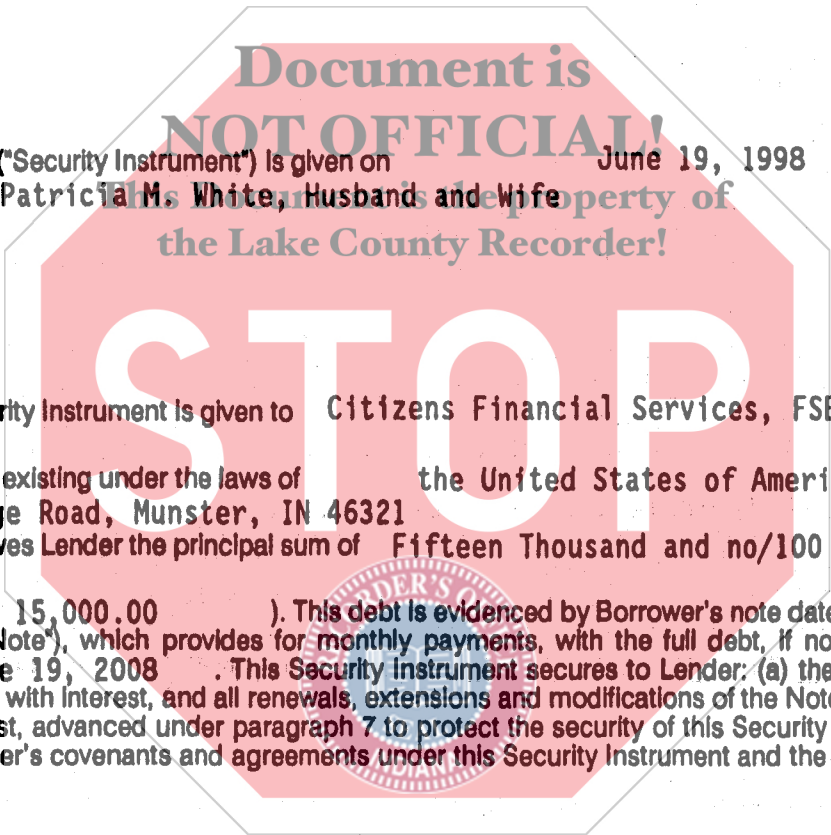 Document is
NOT OFFICIAL!
("Security Instrument") is given on June 19, 1998
Patricia M. White, Husband and Wife
This Document is the property of
the Lake County Recorder!
STOP
rity Instrument is given to Citizens Financial Services, FSB
existing under the laws of the United States of Ameri
ge Road, Munster, IN 46321
ves Lender the principal sum of Fifteen Thousand and no/100
15,000.00 ). This debt is evidenced by Borrower's note date
Note"), which provides for monthly payments, with the full debt, if no
e 19, 2008 . This Security Instrument secures to Lender: (a) the
with interest, and all renewals, extensions and modifications of the Note
st, advanced under paragraph 7 to protect the security of this Security
er's covenants and agreements under this Security Instrument and the